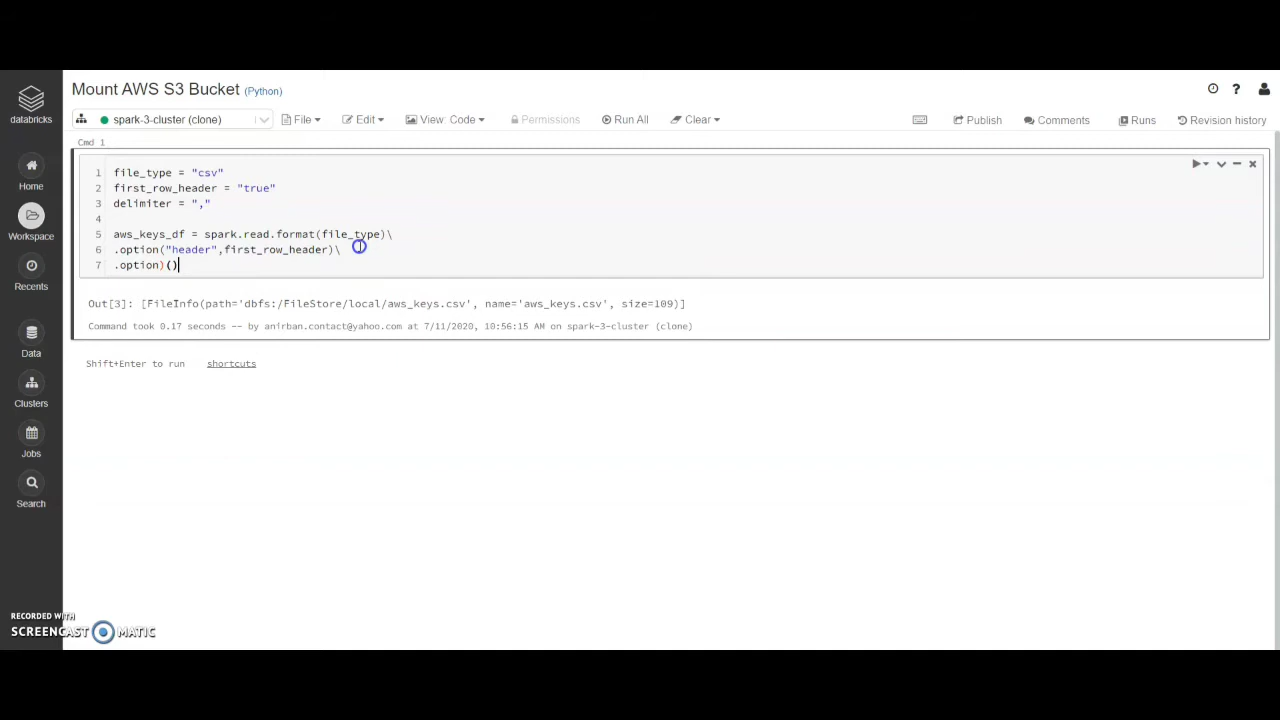 Mount AWS S3 Bucket (Python)
databricks
spark-3-cluster (clone) File Edit View: Code Permissions Run All Clear Publish Comments Runs Revision history
Cmd 1
1 file_type = "csv"
2 first_row_header = "true"
3 delimiter = ","
4
5 aws_keys_df = spark.read.format(file_type)\
6 .option("header",first_row_header)\
7 .option)()
Out[3]: [FileInfo(path='dbfs:/FileStore/local/aws_keys.csv', name='aws_keys.csv', size=109)]
Command took 0.17 seconds -- by anirban.contact@yahoo.com at 7/11/2020, 10:56:15 AM on spark-3-cluster (clone)
Shift+Enter to run shortcuts
Home
Workspace
Recents
Data
Clusters
Jobs
Search
RECORDED WITH
SCREENCAST MATIC